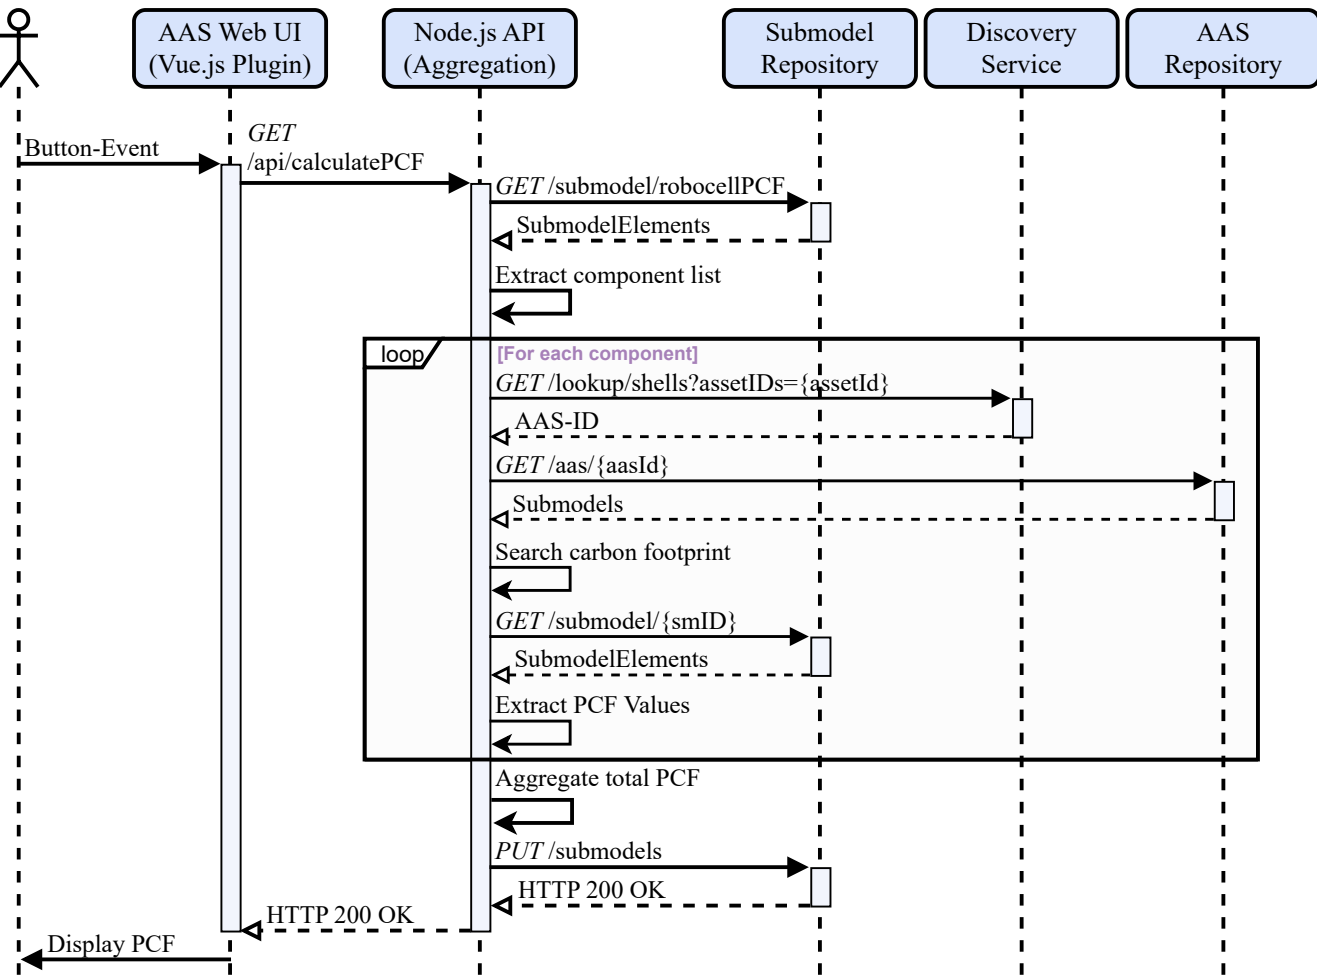 AAS Web UI
(Vue.js Plugin)
Node.js API
(Aggregation)
Submodel
Repository
Discovery
Service
AAS
Repository
Button-Event
GET
/api/calculatePCF
GET /submodel/robocellPCF
SubmodelElements
Extract component list
loop
[For each component]
GET /lookup/shells?assetIDs={assetId}
AAS-ID
GET /aas/{aasId}
Submodels
Search carbon footprint
GET /submodel/{smID}
SubmodelElements
Extract PCF Values
Aggregate total PCF
PUT /submodels
HTTP 200 OK
HTTP 200 OK
Display PCF